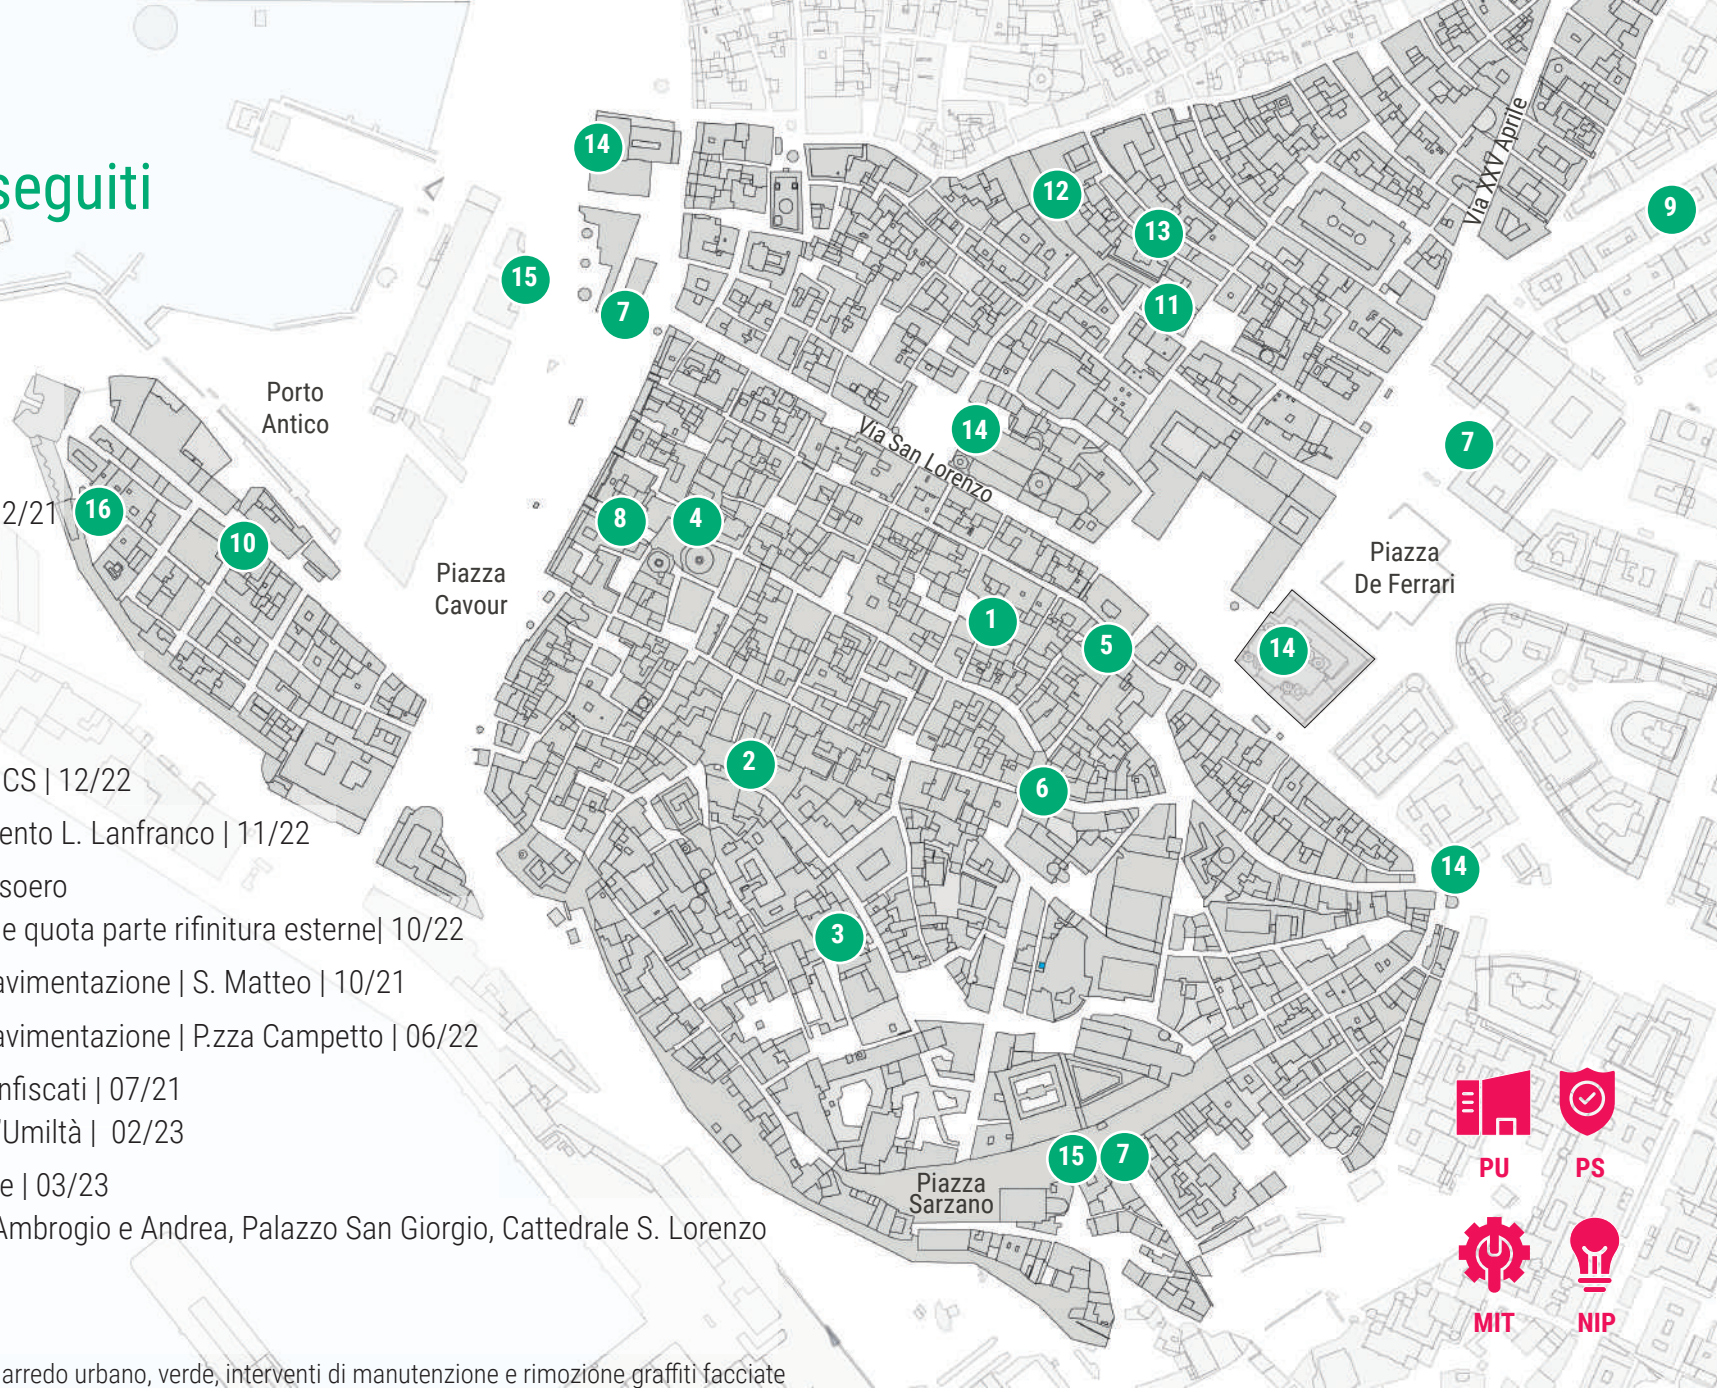 seguiti
2/21
CS | 12/22
ento L. Lanfranco | 11/22
soero
e quota parte rifinitura esterne| 10/22
avimentazione | S. Matteo | 10/21
avimentazione | P.zza Campetto | 06/22
nfiscati | 07/21
'Umiltà | 02/23
e | 03/23
Ambrogio e Andrea, Palazzo San Giorgio, Cattedrale S. Lorenzo
arredo urbano, verde, interventi di manutenzione e rimozione graffiti facciate
14
12
13
Via XXV Aprile
9
15
7
11
Porto
Antico
Via San Lorenzo
14
7
16
10
8
4
Piazza
Cavour
Piazza
De Ferrari
1
5
14
2
6
14
3
15
7
Piazza
Sarzano
PU
PS
MIT
NIP